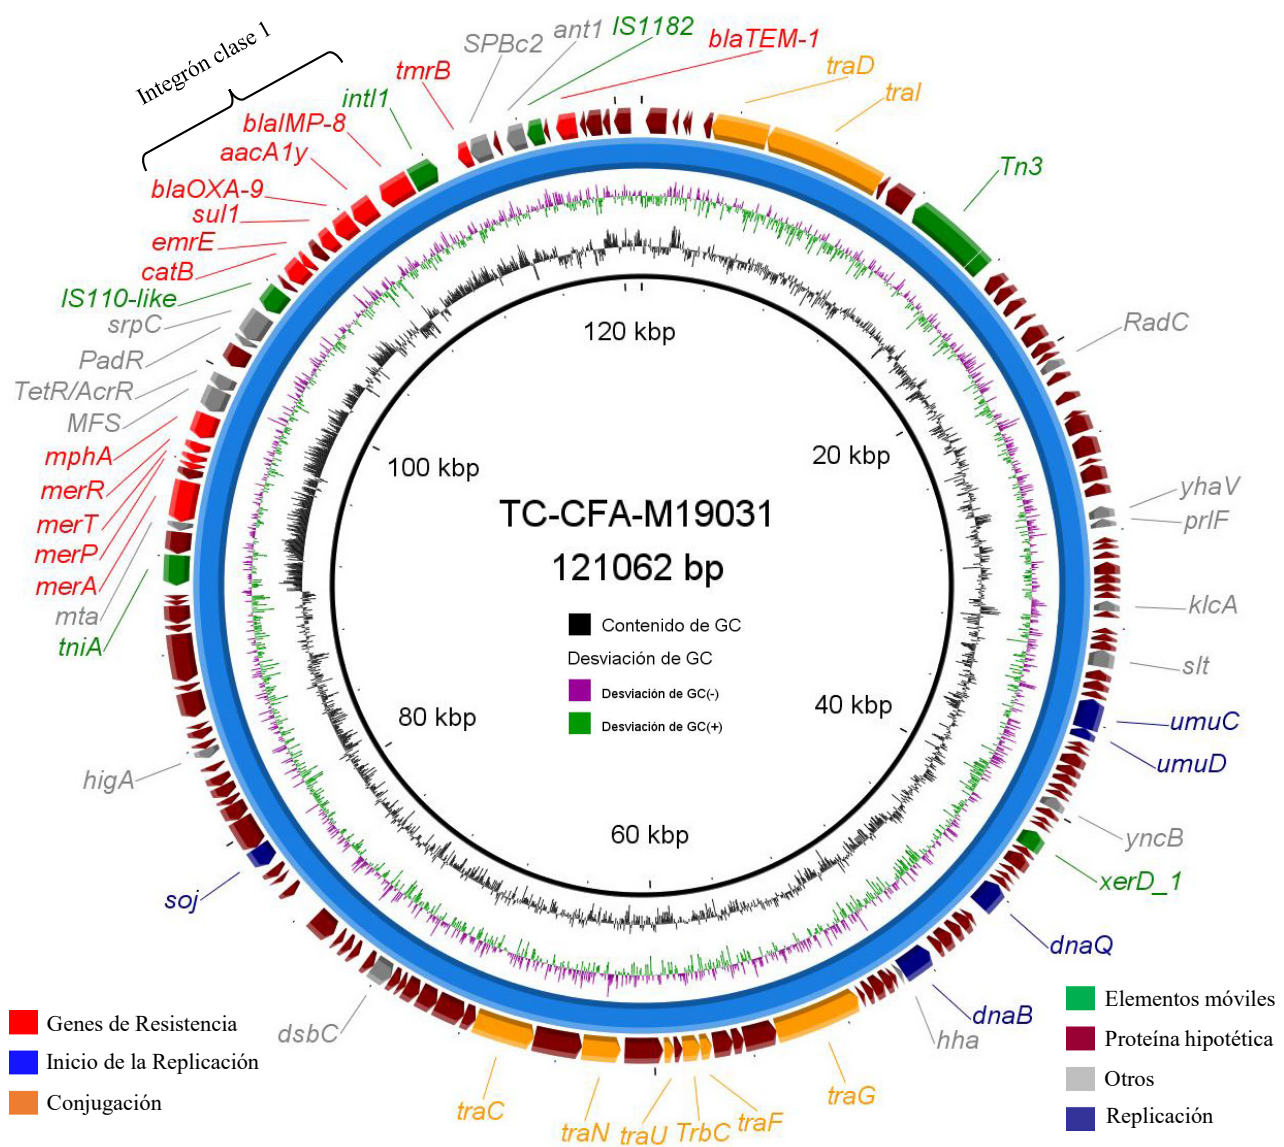 Integrón clase 1
SPBc2
ant1
IS1182
blaTEM-1
tmrB
traD
traI
intI1
blaIMP-8
aacA1y
blaOXA-9
sul1
emrE
catB
IS110-like
srpC
PadR
TetR/AcrR
MFS
mphA
merR
merT
merP
merA
mta
tniA
higA
soj
dsbC
traC
traN
traU
TrbC
traF
traG
hha
dnaB
dnaQ
xerD_1
yncB
umuD
umuC
slt
klcA
prlF
yhaV
RadC
Tn3
120 kbp
20 kbp
40 kbp
60 kbp
80 kbp
100 kbp
TC-CFA-M19031
121062 bp
Contenido de GC
Desviación de GC
Desviación de GC(-)
Desviación de GC(+)
Genes de Resistencia
Inicio de la Replicación
Conjugación
Elementos móviles
Proteína hipotética
Otros
Replicación